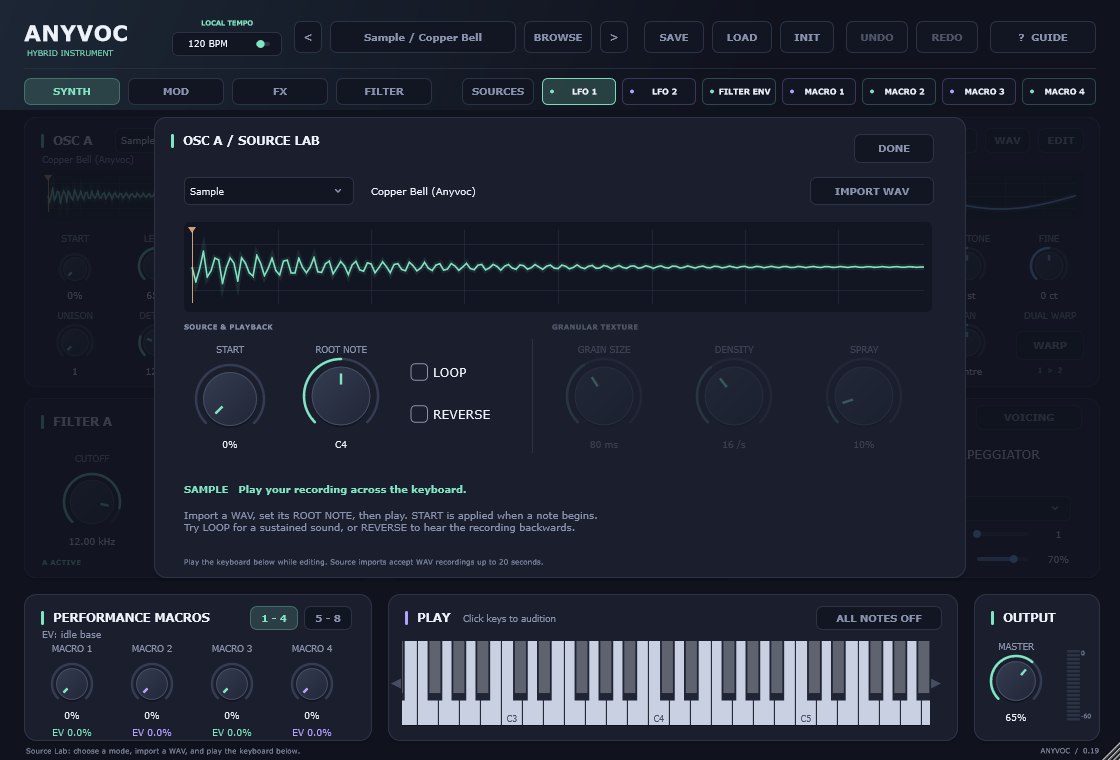 ANYVOC
HYBRID INSTRUMENT
LOCAL TEMPO
120 BPM
< Sample / Copper Bell BROWSE > SAVE LOAD INIT UNDO REDO ? GUIDE
SYNTH MOD FX FILTER SOURCES LFO 1 LFO 2 FILTER ENV MACRO 1 MACRO 2 MACRO 3 MACRO 4
OSC A Sample WAV EDIT
Copper Bell (Anyvoc)
START
0%
UNISON
1
FINE
0 ct
DUAL WARP
WARP
1 > 2
FILTER A
CUTOFF
12.00 kHz
A ACTIVE
VOICING
1
70%
OSC A / SOURCE LAB
DONE
Sample Copper Bell (Anyvoc) IMPORT WAV
SOURCE & PLAYBACK GRANULAR TEXTURE
START ROOT NOTE GRAIN SIZE DENSITY SPRAY
LOOP
REVERSE
0% C4 80 ms 16 /s 10%
SAMPLE Play your recording across the keyboard.
Import a WAV, set its ROOT NOTE, then play. START is applied when a note begins.
Try LOOP for a sustained sound, or REVERSE to hear the recording backwards.
Play the keyboard below while editing. Source imports accept WAV recordings up to 20 seconds.
PERFORMANCE MACROS 1 - 4 5 - 8
EV: idle base
MACRO 1 MACRO 2 MACRO 3 MACRO 4
0% 0% 0% 0%
EV 0.0% EV 0.0% EV 0.0% EV 0.0%
PLAY Click keys to audition ALL NOTES OFF
C3 C4 C5
OUTPUT
MASTER
65%
0
-60
Source Lab: choose a mode, import a WAV, and play the keyboard below.
ANYVOC / 0.19